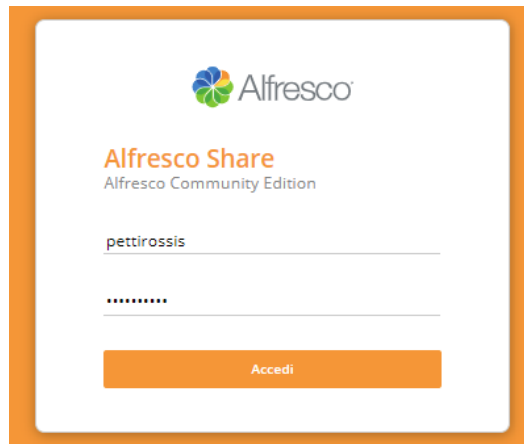 Alfresco
Alfresco Share
Alfresco Community Edition
pettirossis
••••••••••
Accedi